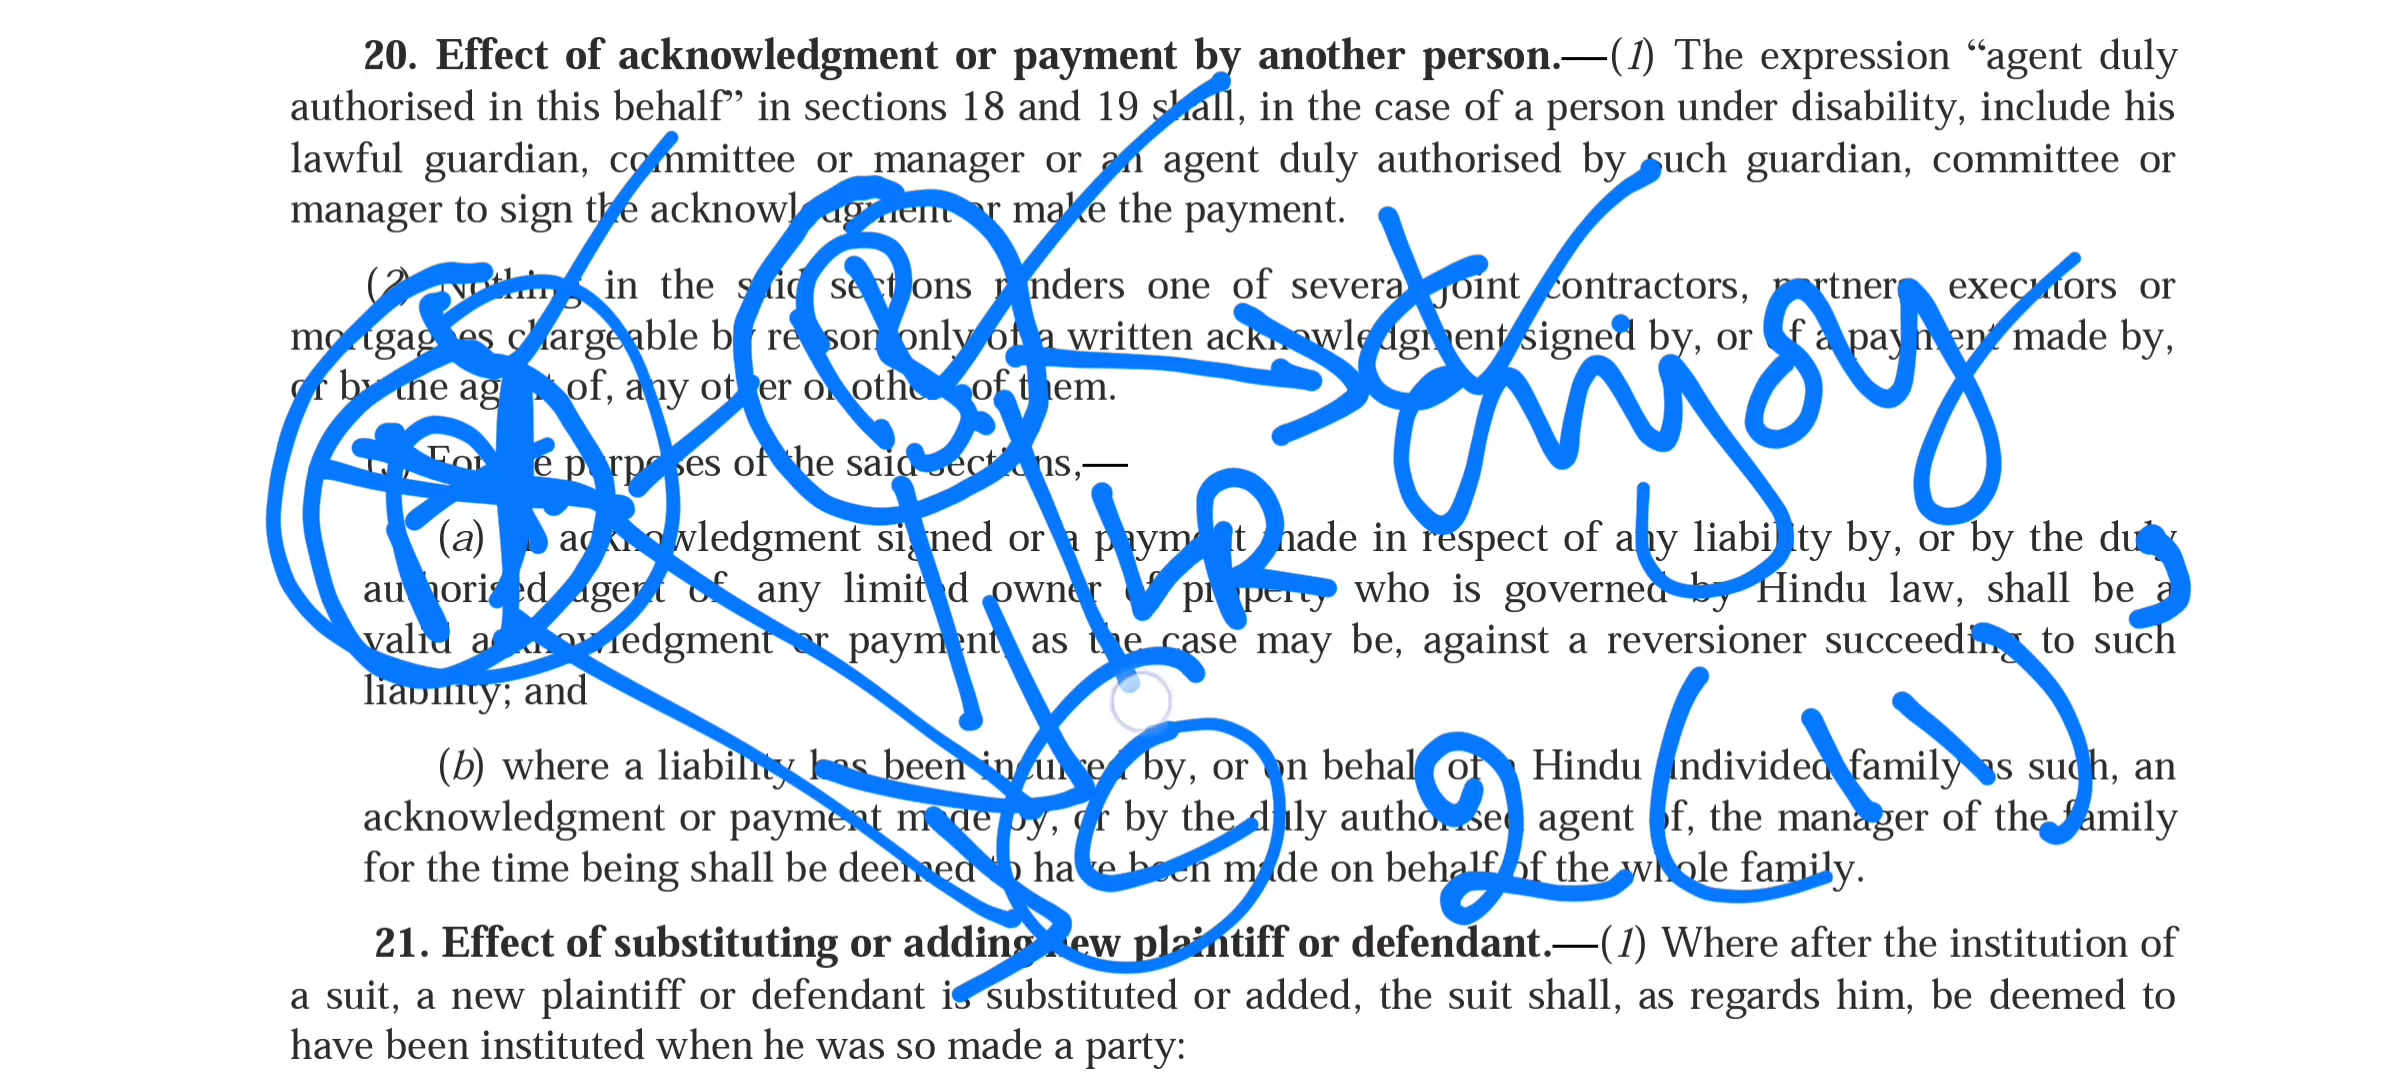 20. Effect of acknowledgment or payment by another person.—(1) The expression “agent duly
authorised in this behalf” in sections 18 and 19 shall, in the case of a person under disability, include his
lawful guardian, committee or manager or an agent duly authorised by such guardian, committee or
manager to sign the acknowledgment or make the payment.
(2) Nothing in the said sections renders one of several joint contractors, partners, executors or
mortgagees chargeable by reason only of a written acknowledgment signed by, or of a payment made by,
or by the agent of, any other or others of them.
(3) For the purposes of the said sections,—
(a) an acknowledgment signed or a payment made in respect of any liability by, or by the duly
authorised agent of, any limited owner of property who is governed by Hindu law, shall be a
valid acknowledgment or payment, as the case may be, against a reversioner succeeding to such
liability; and
(b) where a liability has been incurred by, or on behalf of a Hindu undivided family as such, an
acknowledgment or payment made by, or by the duly authorised agent of, the manager of the family
for the time being shall be deemed to have been made on behalf of the whole family.
21. Effect of substituting or adding new plaintiff or defendant.—(1) Where after the institution of
a suit, a new plaintiff or defendant is substituted or added, the suit shall, as regards him, be deemed to
have been instituted when he was so made a party:
B
Enjoy
LR
C
2(11),